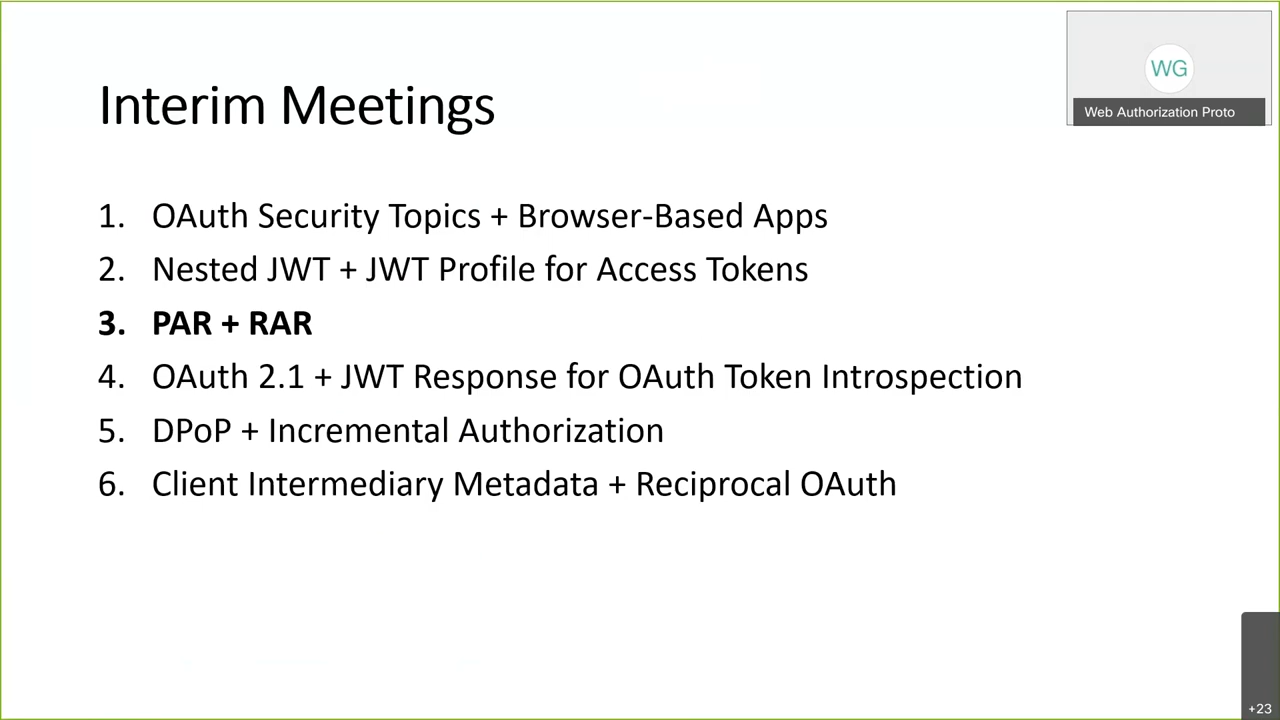 Interim Meetings
WG
Web Authorization Proto
1. OAuth Security Topics + Browser-Based Apps
2. Nested JWT + JWT Profile for Access Tokens
3. PAR + RAR
4. OAuth 2.1 + JWT Response for OAuth Token Introspection
5. DPoP + Incremental Authorization
6. Client Intermediary Metadata + Reciprocal OAuth
+23